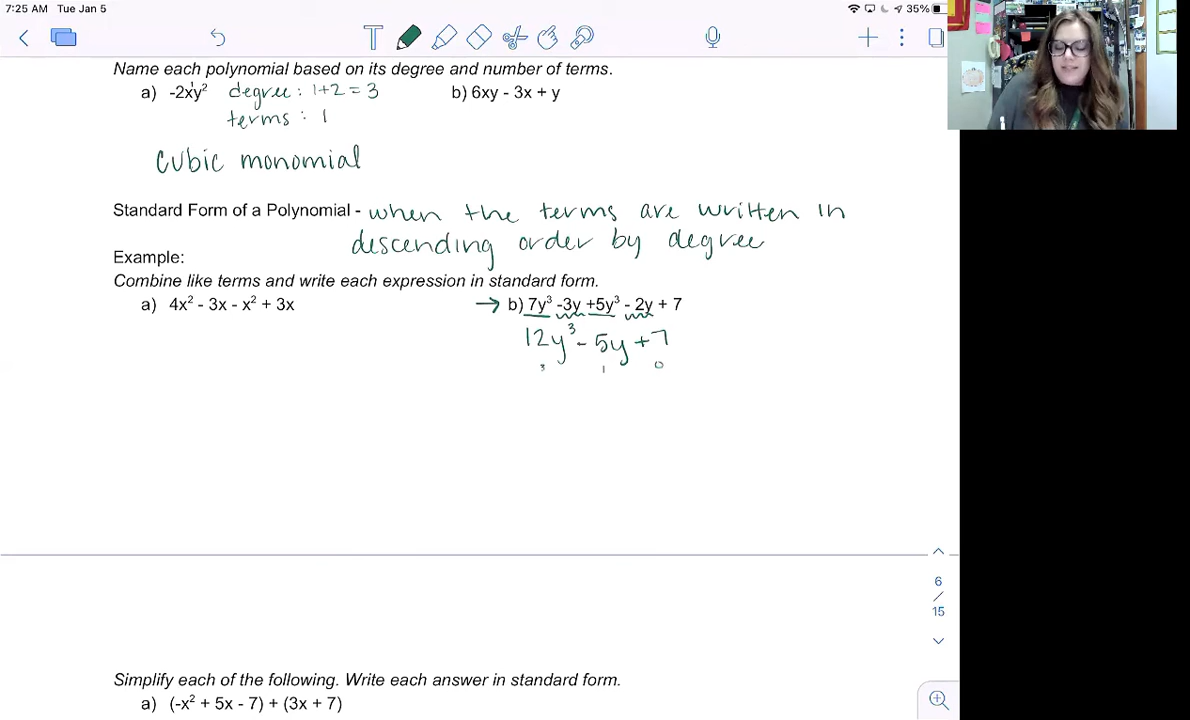 7:25 AM Tue Jan 5
35%
Name each polynomial based on its degree and number of terms.
a) -2x¹y² degree: 1+2=3 b) 6xy - 3x + y
terms: 1
cubic monomial
Standard Form of a Polynomial - when the terms are written in
descending order by degree
Example:
Combine like terms and write each expression in standard form.
a) 4x² - 3x - x² + 3x → b) 7y³ -3y +5y³ - 2y + 7
12y³ - 5y + 7
3 1 0
6
/
15
Simplify each of the following. Write each answer in standard form.
a) (-x² + 5x - 7) + (3x + 7)